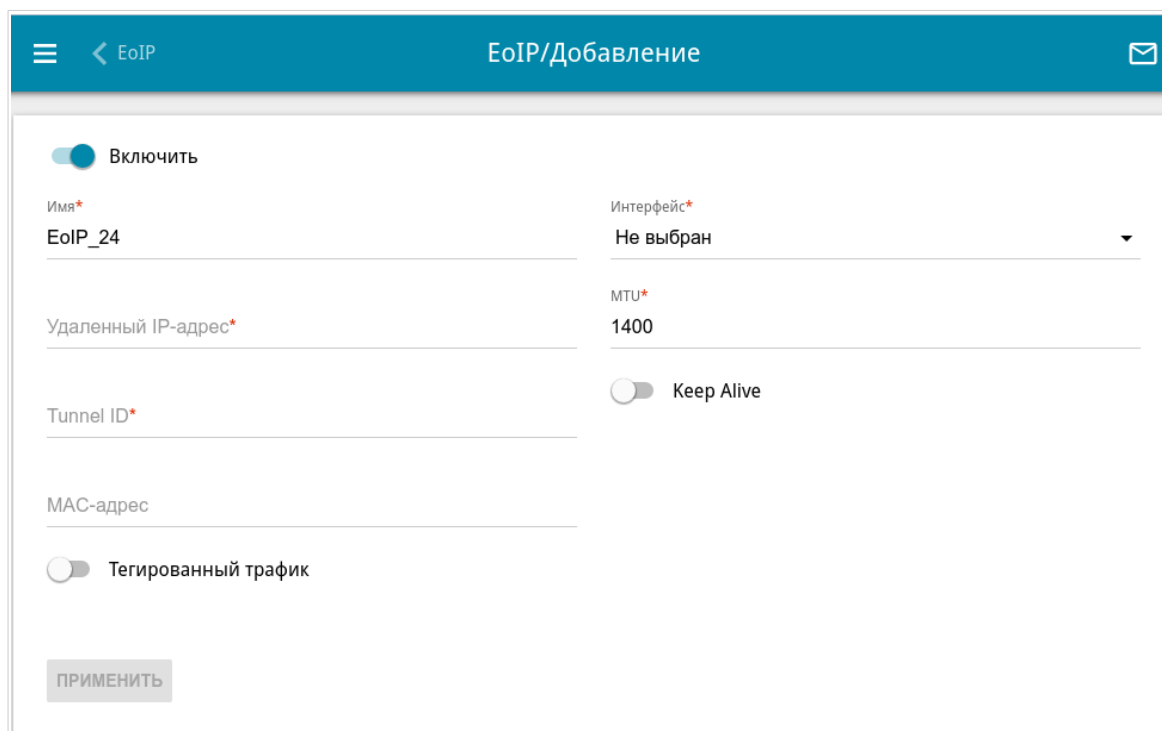 EoIP
EoIP/Добавление
Включить
Имя*
EoIP_24
Интерфейс*
Не выбран
Удаленный IP-адрес*
MTU*
1400
Keep Alive
Tunnel ID*
MAC-адрес
Тегированный трафик
ПРИМЕНИТЬ